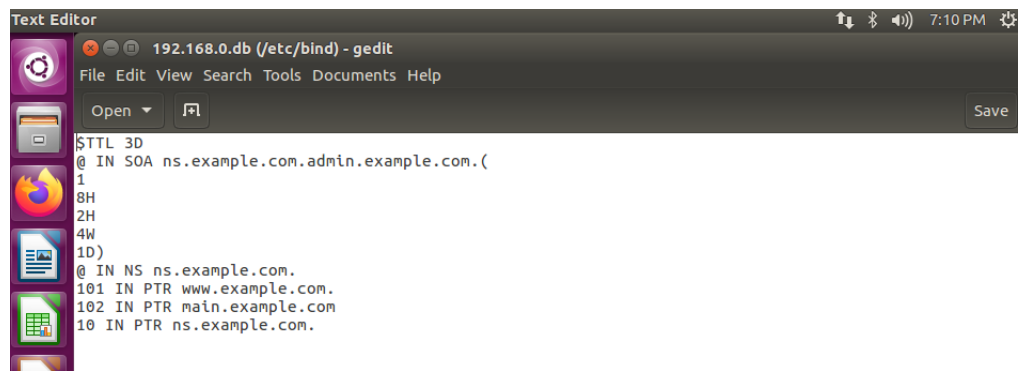 Text Editor 7:10 PM
192.168.0.db (/etc/bind) - gedit
File Edit View Search Tools Documents Help
Open Save
$TTL 3D
@ IN SOA ns.example.com.admin.example.com.(
1
8H
2H
4W
1D)
@ IN NS ns.example.com.
101 IN PTR www.example.com.
102 IN PTR main.example.com
10 IN PTR ns.example.com.